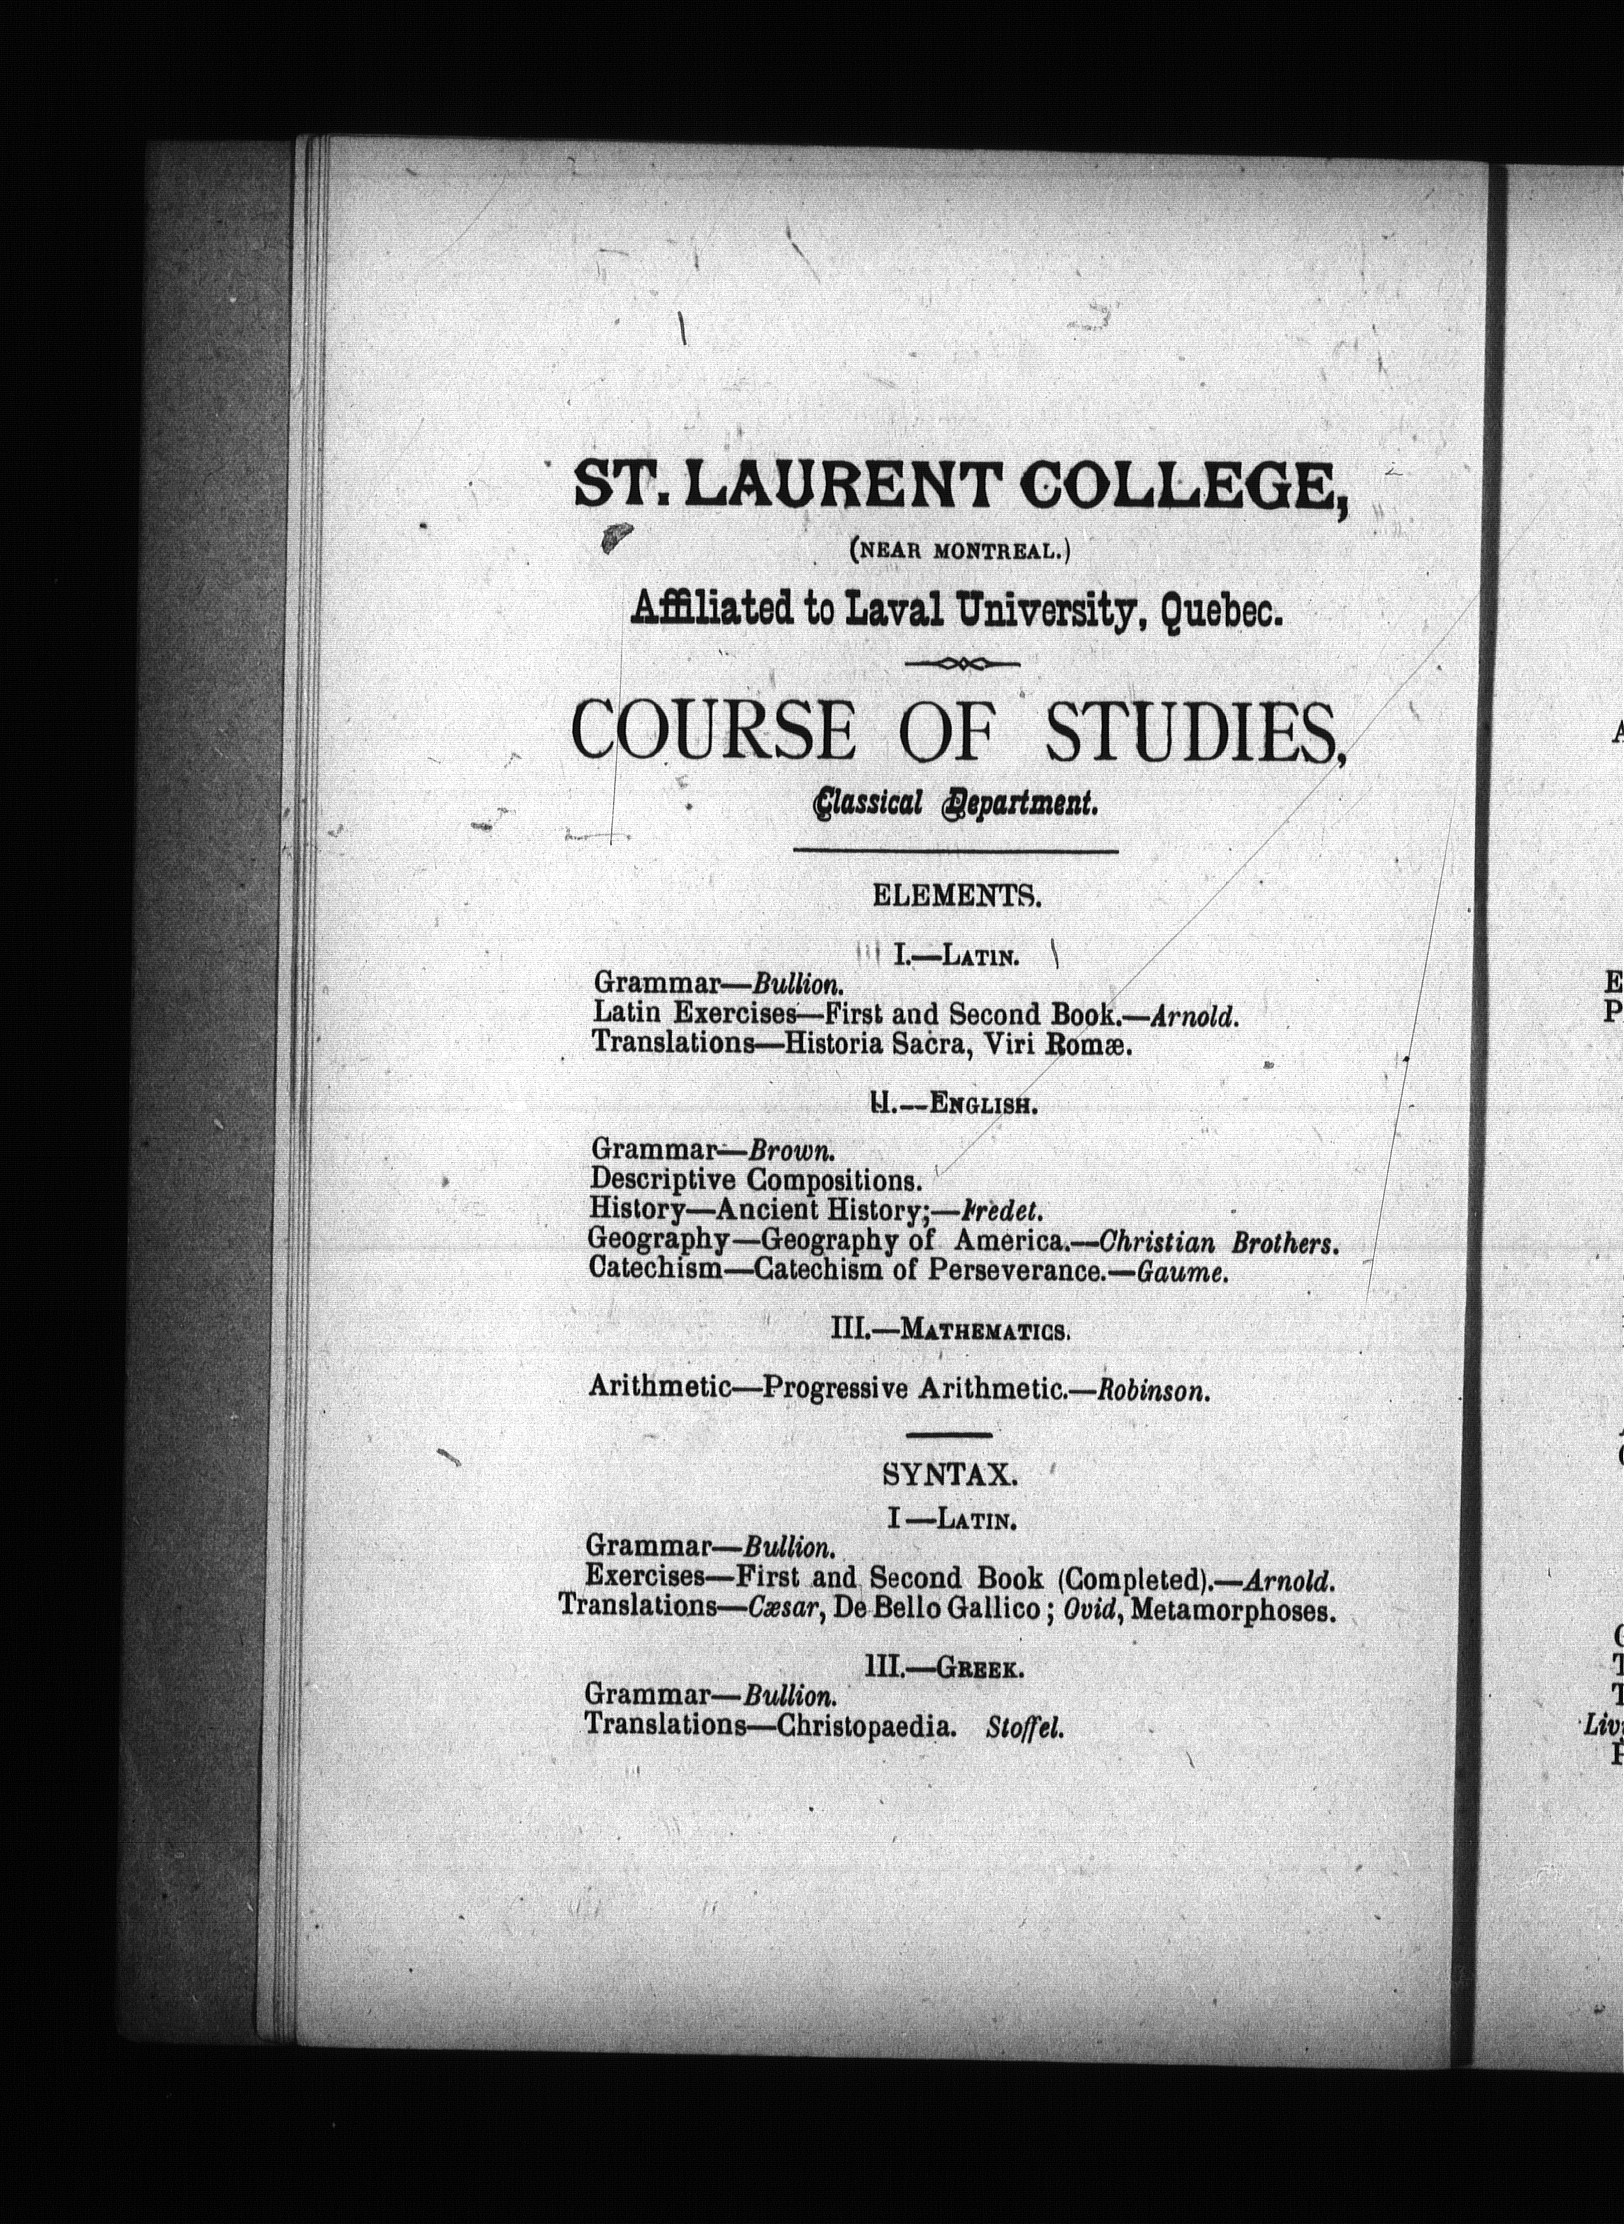 ST. LAURENT COLLEGE,
(NEAR MONTREAL.)
Affiliated to Laval University, Quebec.
COURSE OF STUDIES,
Classical Department.
ELEMENTS.
I.—LATIN.
Grammar—Bullion.
Latin Exercises—First and Second Book.—Arnold.
Translations—Historia Sacra, Viri Romæ.
II.—ENGLISH.
Grammar—Brown.
Descriptive Compositions.
History—Ancient History;—Fredet.
Geography—Geography of America.—Christian Brothers.
Catechism—Catechism of Perseverance.—Gaume.
III.—MATHEMATICS.
Arithmetic—Progressive Arithmetic.—Robinson.
SYNTAX.
I—LATIN.
Grammar—Bullion.
Exercises—First and Second Book (Completed).—Arnold.
Translations—Cæsar, De Bello Gallico; Ovid, Metamorphoses.
III.—GREEK.
Grammar—Bullion.
Translations—Christopaedia. Stoffel.